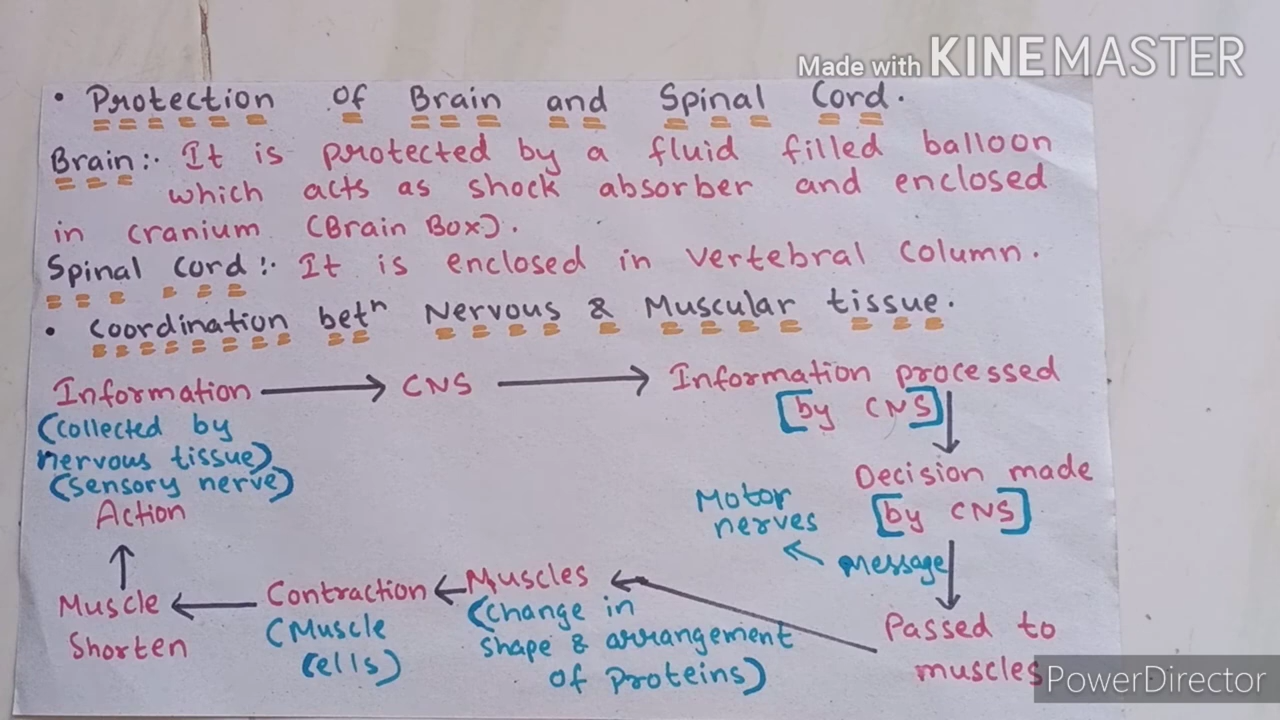 Made with KINEMASTER
• Protection of Brain and Spinal Cord.
Brain:- It is protected by a fluid filled balloon
which acts as shock absorber and enclosed
in cranium (Brain Box).
Spinal Cord:- It is enclosed in vertebral column.
• Coordination betⁿ Nervous & Muscular tissue.
Information → CNS → Information processed
(collected by
nervous tissue)
(sensory nerve)
[by CNS]
Decision made
[by CNS]
Motor
nerves
message
Passed to
muscles
Muscles
(change in
shape & arrangement
of proteins)
Contraction
(Muscle
cells)
Muscle
Shorten
Action
PowerDirector